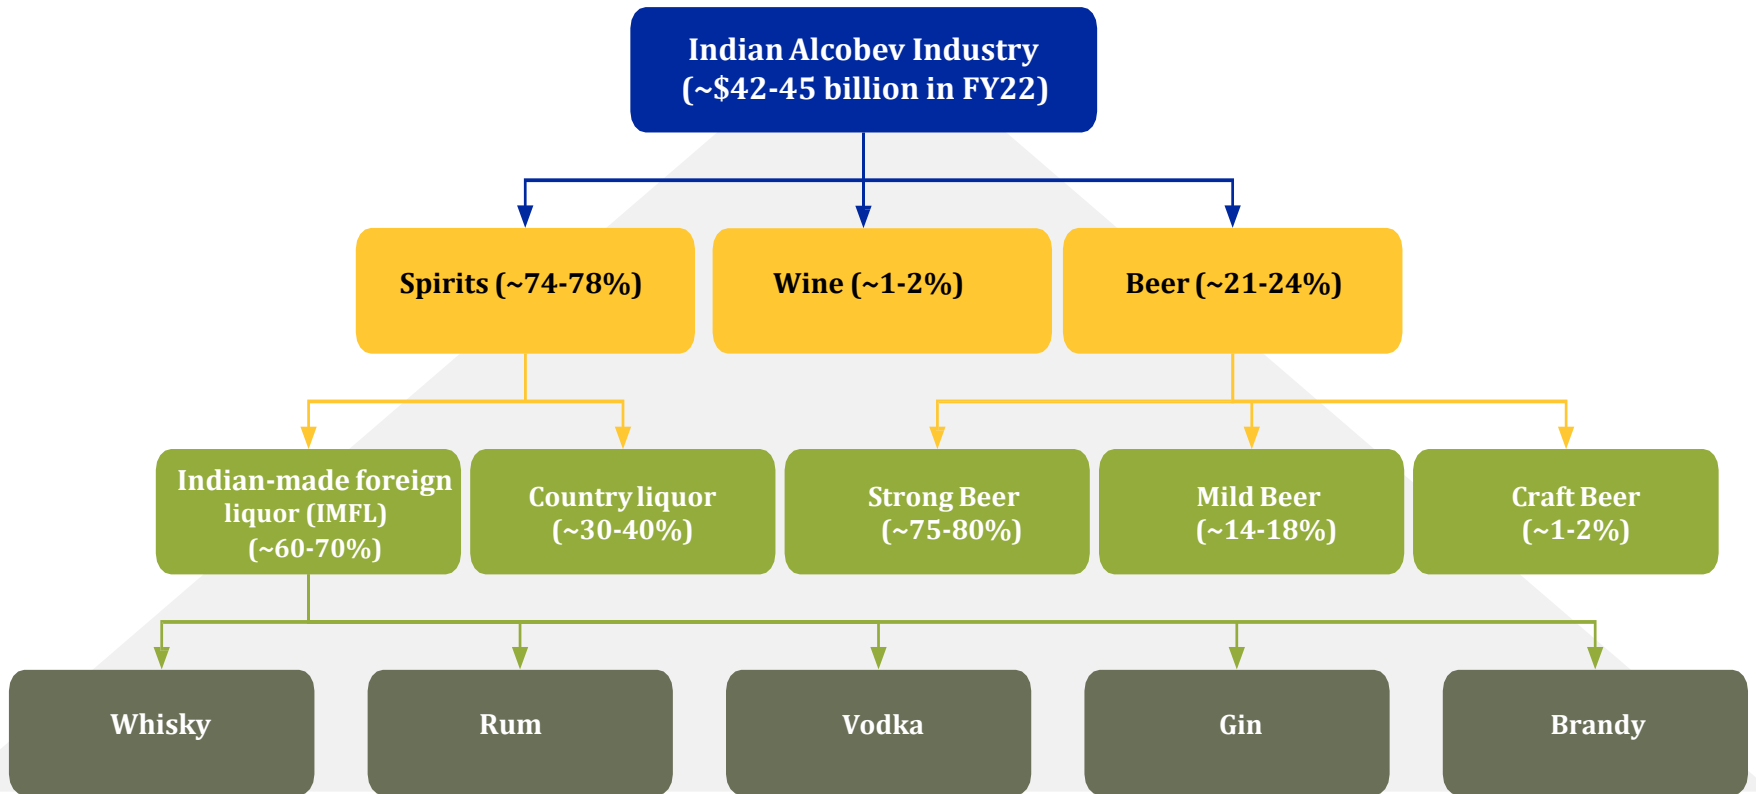 Indian Alcobev Industry
(~$42-45 billion in FY22)
Spirits (~74-78%)
Wine (~1-2%)
Beer (~21-24%)
Indian-made foreign
liquor (IMFL)
(~60-70%)
Country liquor
(~30-40%)
Strong Beer
(~75-80%)
Mild Beer
(~14-18%)
Craft Beer
(~1-2%)
Whisky
Rum
Vodka
Gin
Brandy